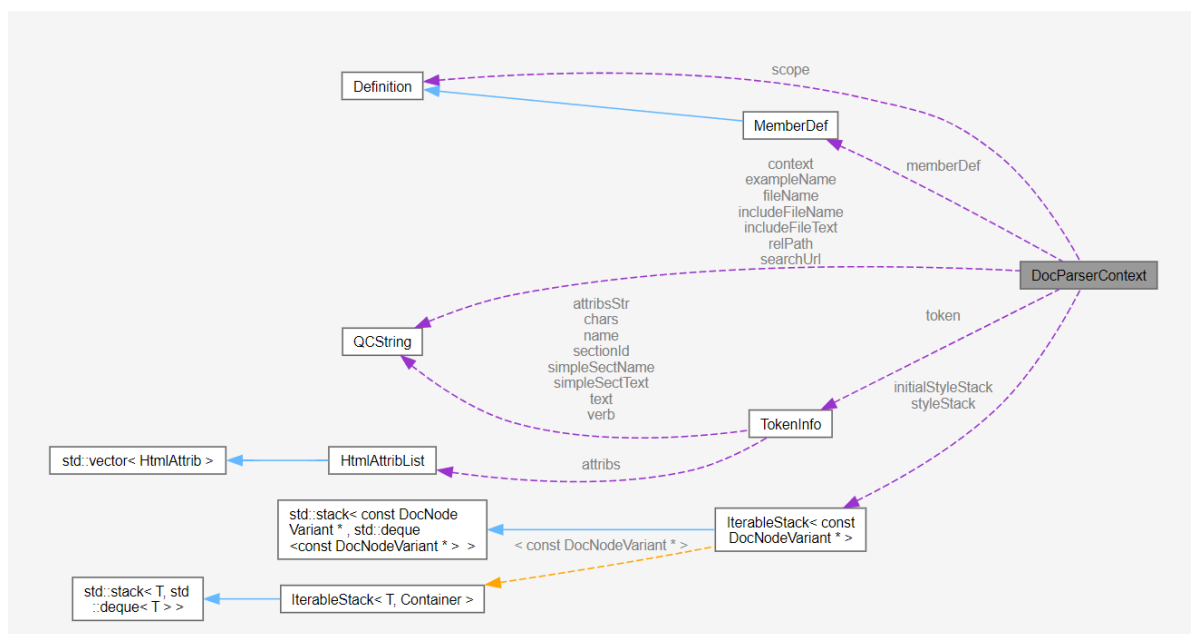 scope
Definition
MemberDef
memberDef
context
exampleName
fileName
includeFileName
includeFileText
relPath
searchUrl
DocParserContext
attribsStr
chars
name
sectionId
simpleSectName
simpleSectText
text
verb
token
QCString
initialStyleStack
styleStack
TokenInfo
std::vector< HtmlAttrib >
HtmlAttribList
attribs
std::stack< const DocNode
Variant * , std::deque
<const DocNodeVariant * > >
< const DocNodeVariant * >
IterableStack< const
DocNodeVariant * >
std::stack< T, std
::deque< T > >
IterableStack< T, Container >